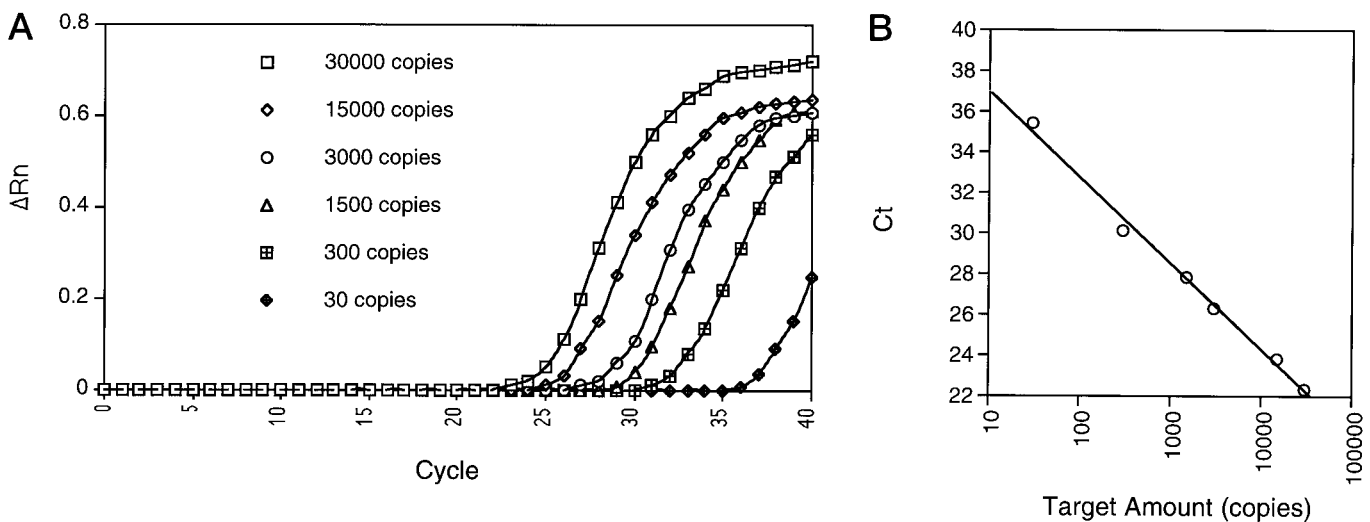 A
0.8
0.6
0.4
0.2
0
ΔRn
30000 copies
15000 copies
3000 copies
1500 copies
300 copies
30 copies
0 5 10 15 20 25 30 35 40
Cycle
B
40
38
36
34
32
30
28
26
24
22
Ct
10 100 1000 10000 100000
Target Amount (copies)